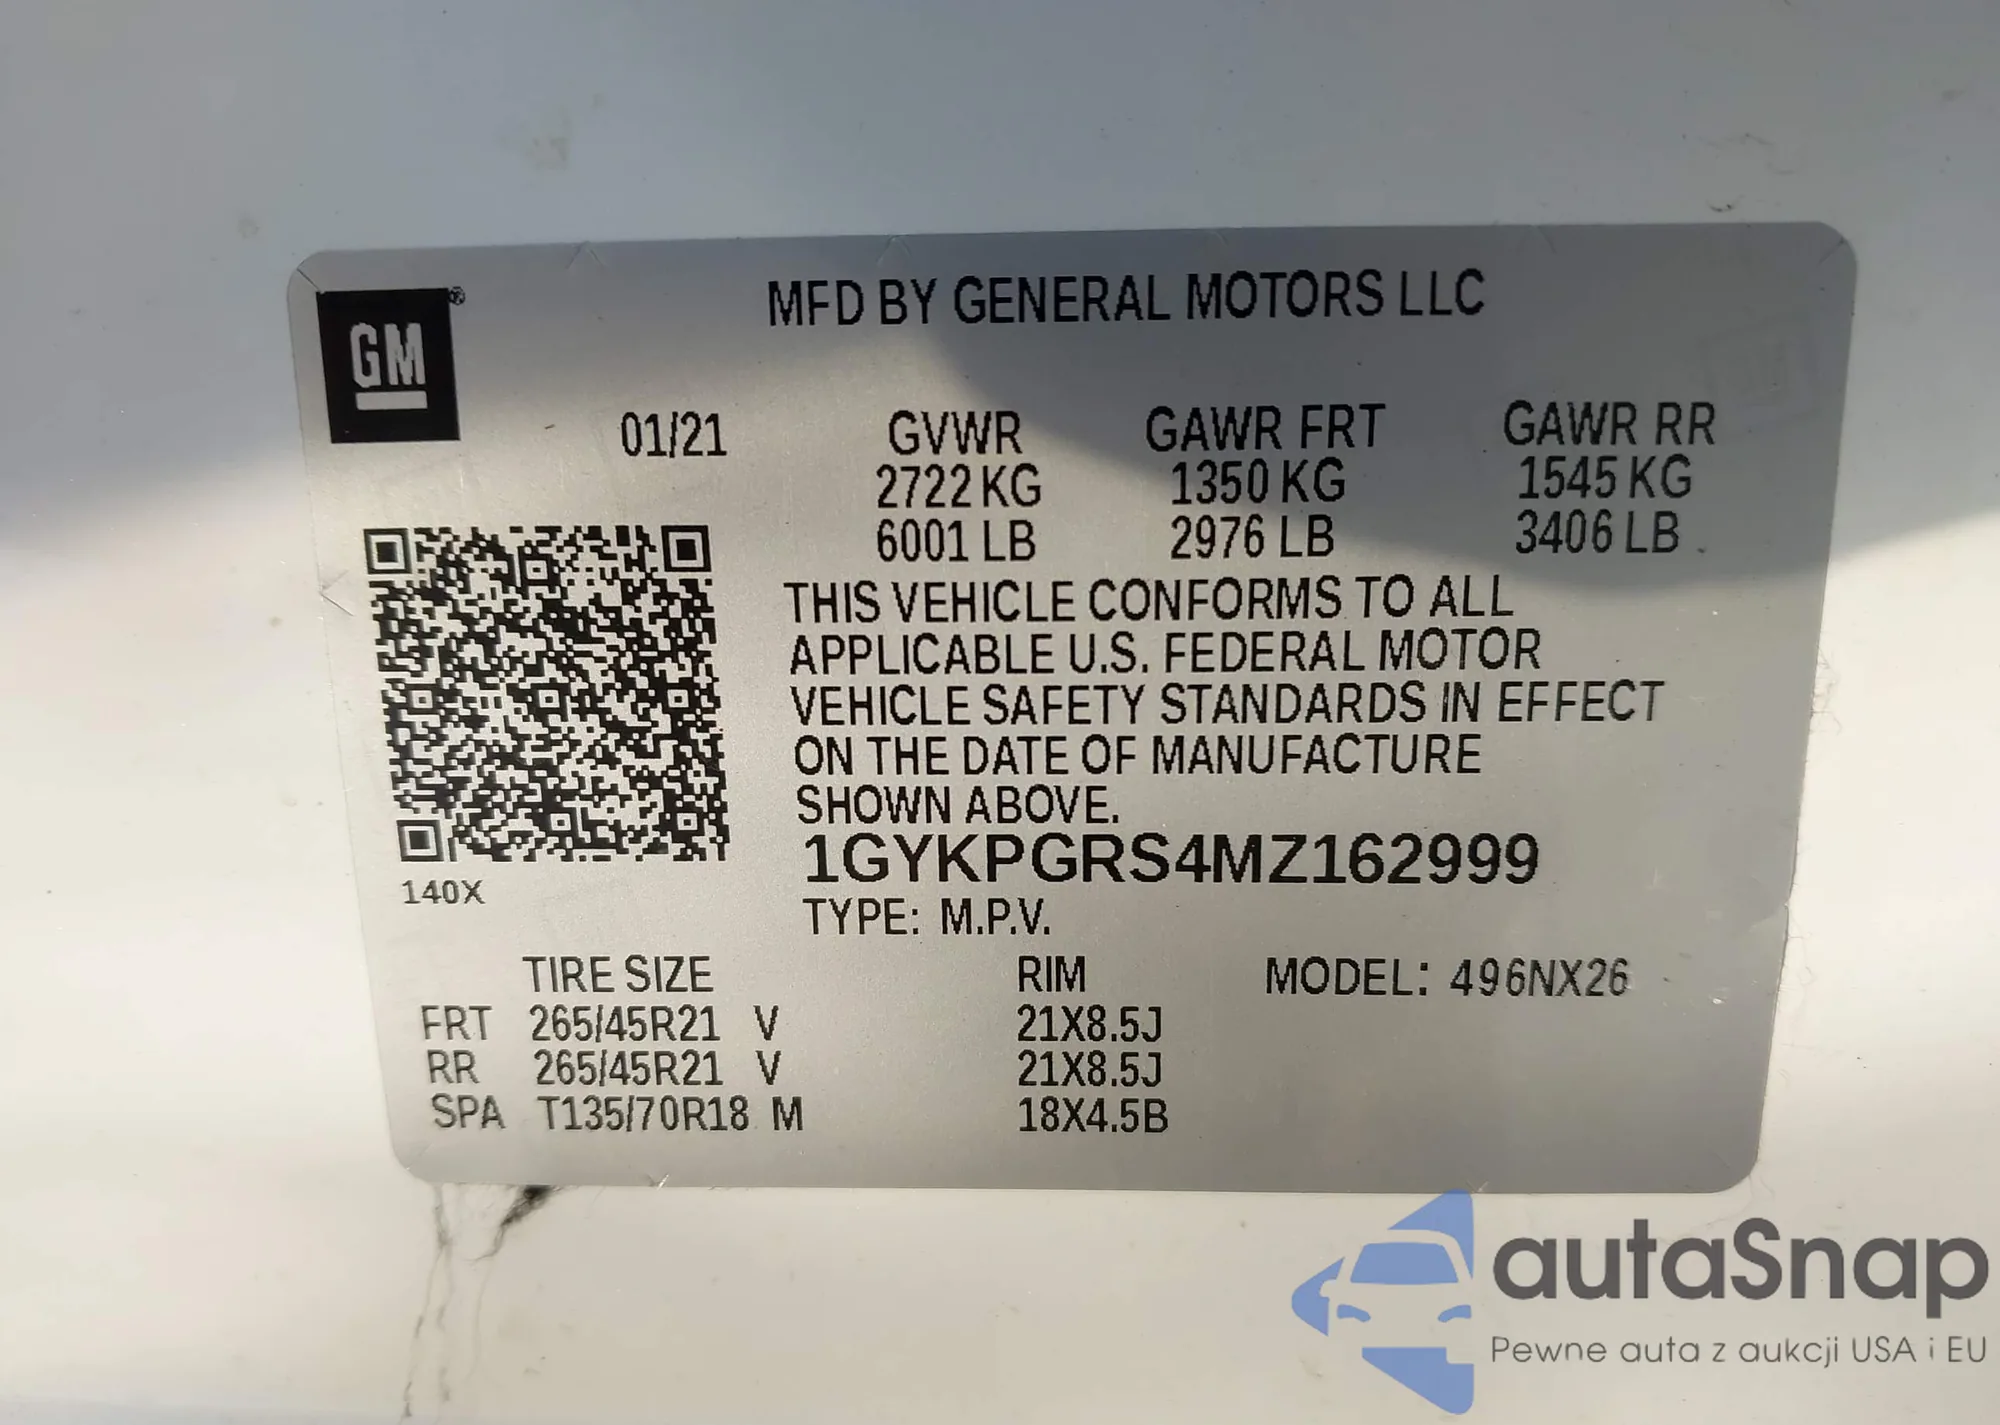 GM®
MFD BY GENERAL MOTORS LLC
01/21 GVWR GAWR FRT GAWR RR
2722 KG 1350 KG 1545 KG
6001 LB 2976 LB 3406 LB
THIS VEHICLE CONFORMS TO ALL
APPLICABLE U.S. FEDERAL MOTOR
VEHICLE SAFETY STANDARDS IN EFFECT
ON THE DATE OF MANUFACTURE
SHOWN ABOVE.
1GYKPGRS4MZ162999
140X
TYPE: M.P.V.
TIRE SIZE RIM MODEL: 496NX26
FRT 265/45R21 V 21X8.5J
RR 265/45R21 V 21X8.5J
SPA T135/70R18 M 18X4.5B
autaSnap
Pewne auta z aukcji USA i EU